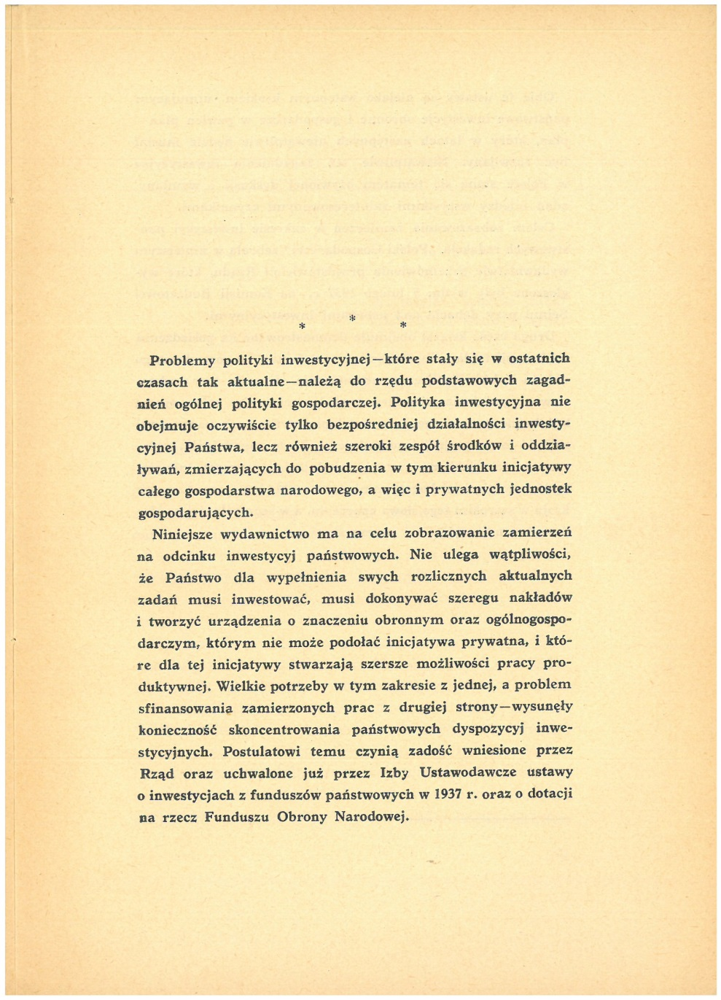 * * *
Problemy polityki inwestycyjnej—które stały się w ostatnich
czasach tak aktualne—należą do rzędu podstawowych zagad-
nień ogólnej polityki gospodarczej. Polityka inwestycyjna nie
obejmuje oczywiście tylko bezpośredniej działalności inwesty-
cyjnej Państwa, lecz również szeroki zespół środków i oddzia-
ływań, zmierzających do pobudzenia w tym kierunku inicjatywy
całego gospodarstwa narodowego, a więc i prywatnych jednostek
gospodarujących.
Niniejsze wydawnictwo ma na celu zobrazowanie zamierzeń
na odcinku inwestycyj państwowych. Nie ulega wątpliwości,
że Państwo dla wypełnienia swych rozlicznych aktualnych
zadań musi inwestować, musi dokonywać szeregu nakładów
i tworzyć urządzenia o znaczeniu obronnym oraz ogólnogospo-
darczym, którym nie może podołać inicjatywa prywatna, i któ-
re dla tej inicjatywy stwarzają szersze możliwości pracy pro-
duktywnej. Wielkie potrzeby w tym zakresie z jednej, a problem
sfinansowania zamierzonych prac z drugiej strony—wysunęły
konieczność skoncentrowania państwowych dyspozycyj inwe-
stycyjnych. Postulatowi temu czynią zadość wniesione przez
Rząd oraz uchwalone już przez Izby Ustawodawcze ustawy
o inwestycjach z funduszów państwowych w 1937 r. oraz o dotacji
na rzecz Funduszu Obrony Narodowej.